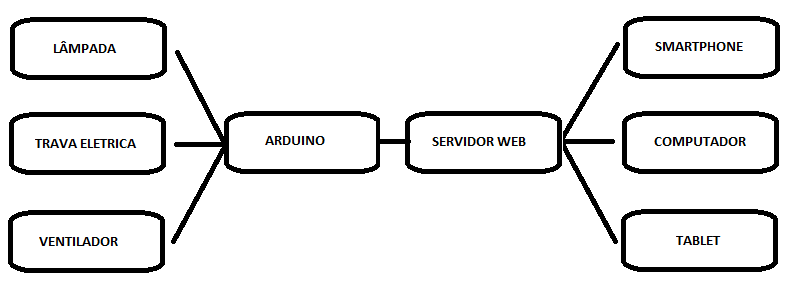 LÂMPADA
TRAVA ELETRICA
VENTILADOR
ARDUINO
SERVIDOR WEB
SMARTPHONE
COMPUTADOR
TABLET